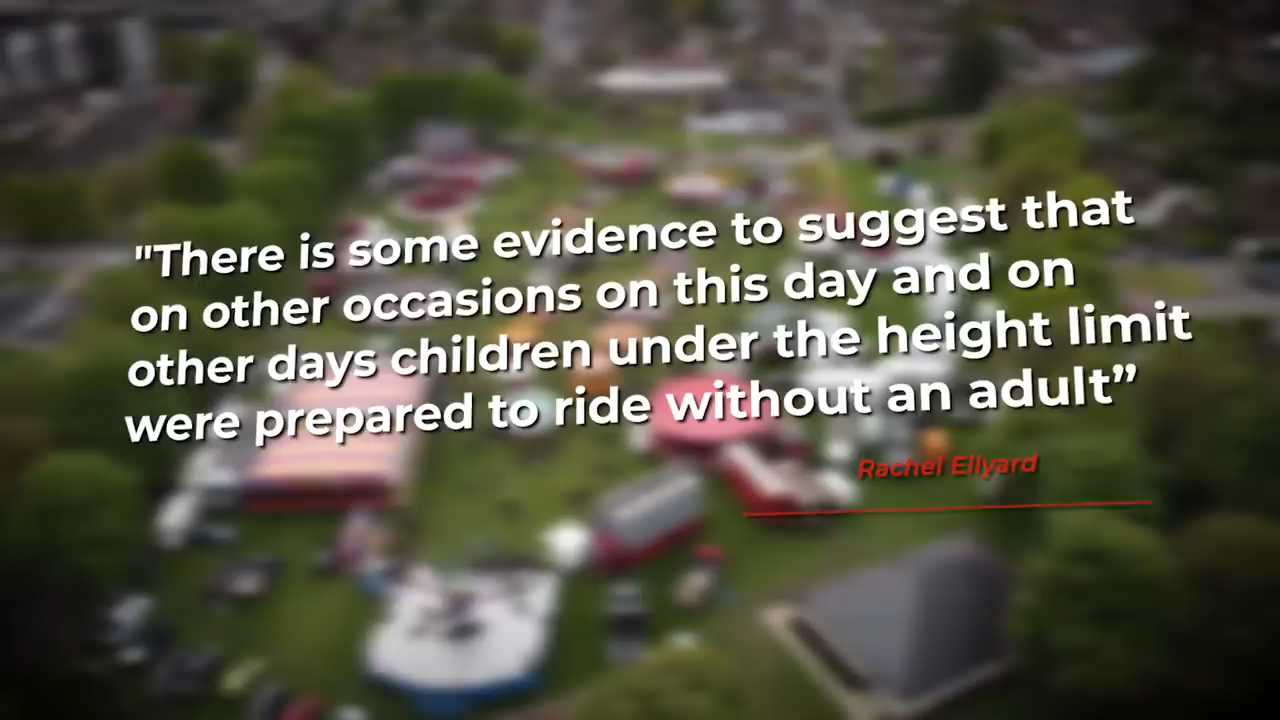 "There is some evidence to suggest that
on other occasions on this day and on
other days children under the height limit
were prepared to ride without an adult”
Rachel Ellyard